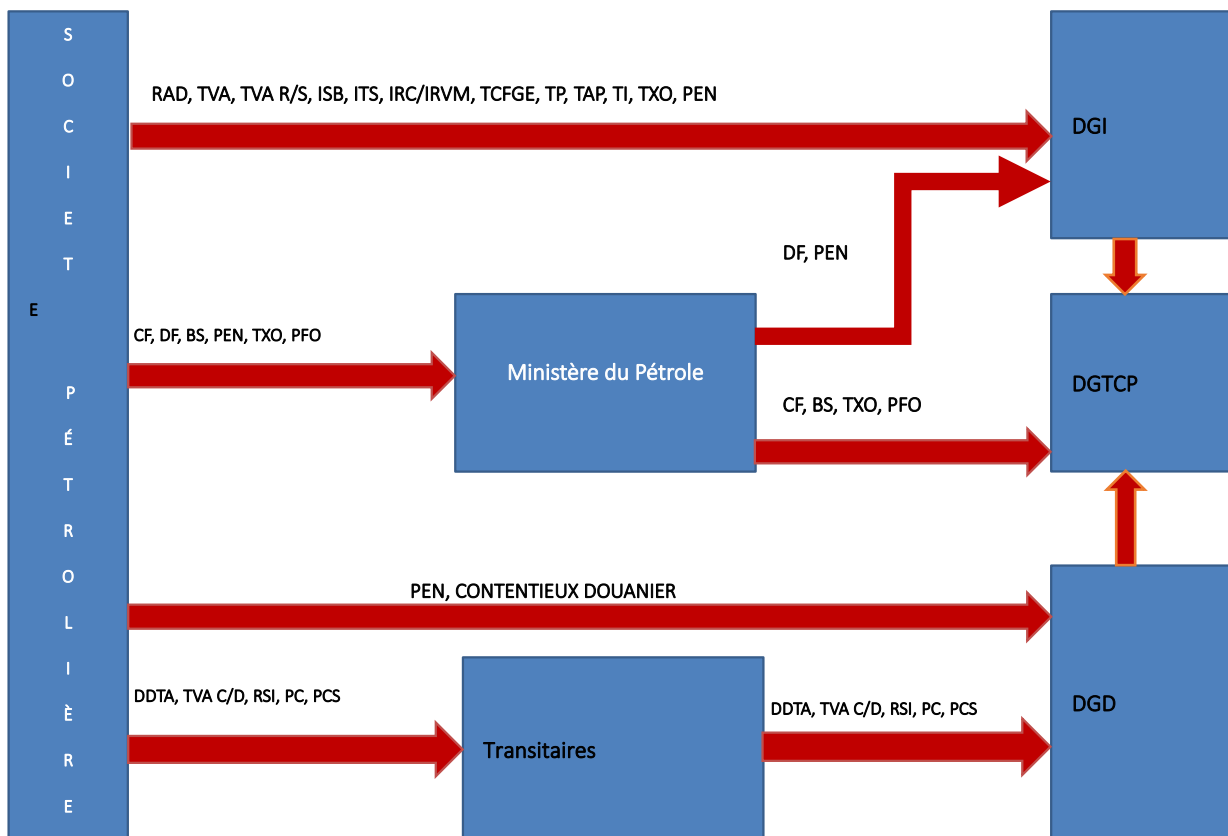 S
O
C
I
E
T
E
P
É
T
R
O
L
I
È
R
E
RAD, TVA, TVA R/S, ISB, ITS, IRC/IRVM, TCFGE, TP, TAP, TI, TXO, PEN
DGI
DF, PEN
CF, DF, BS, PEN, TXO, PFO
Ministère du Pétrole
DGTCP
CF, BS, TXO, PFO
PEN, CONTENTIEUX DOUANIER
DDTA, TVA C/D, RSI, PC, PCS
Transitaires
DDTA, TVA C/D, RSI, PC, PCS
DGD